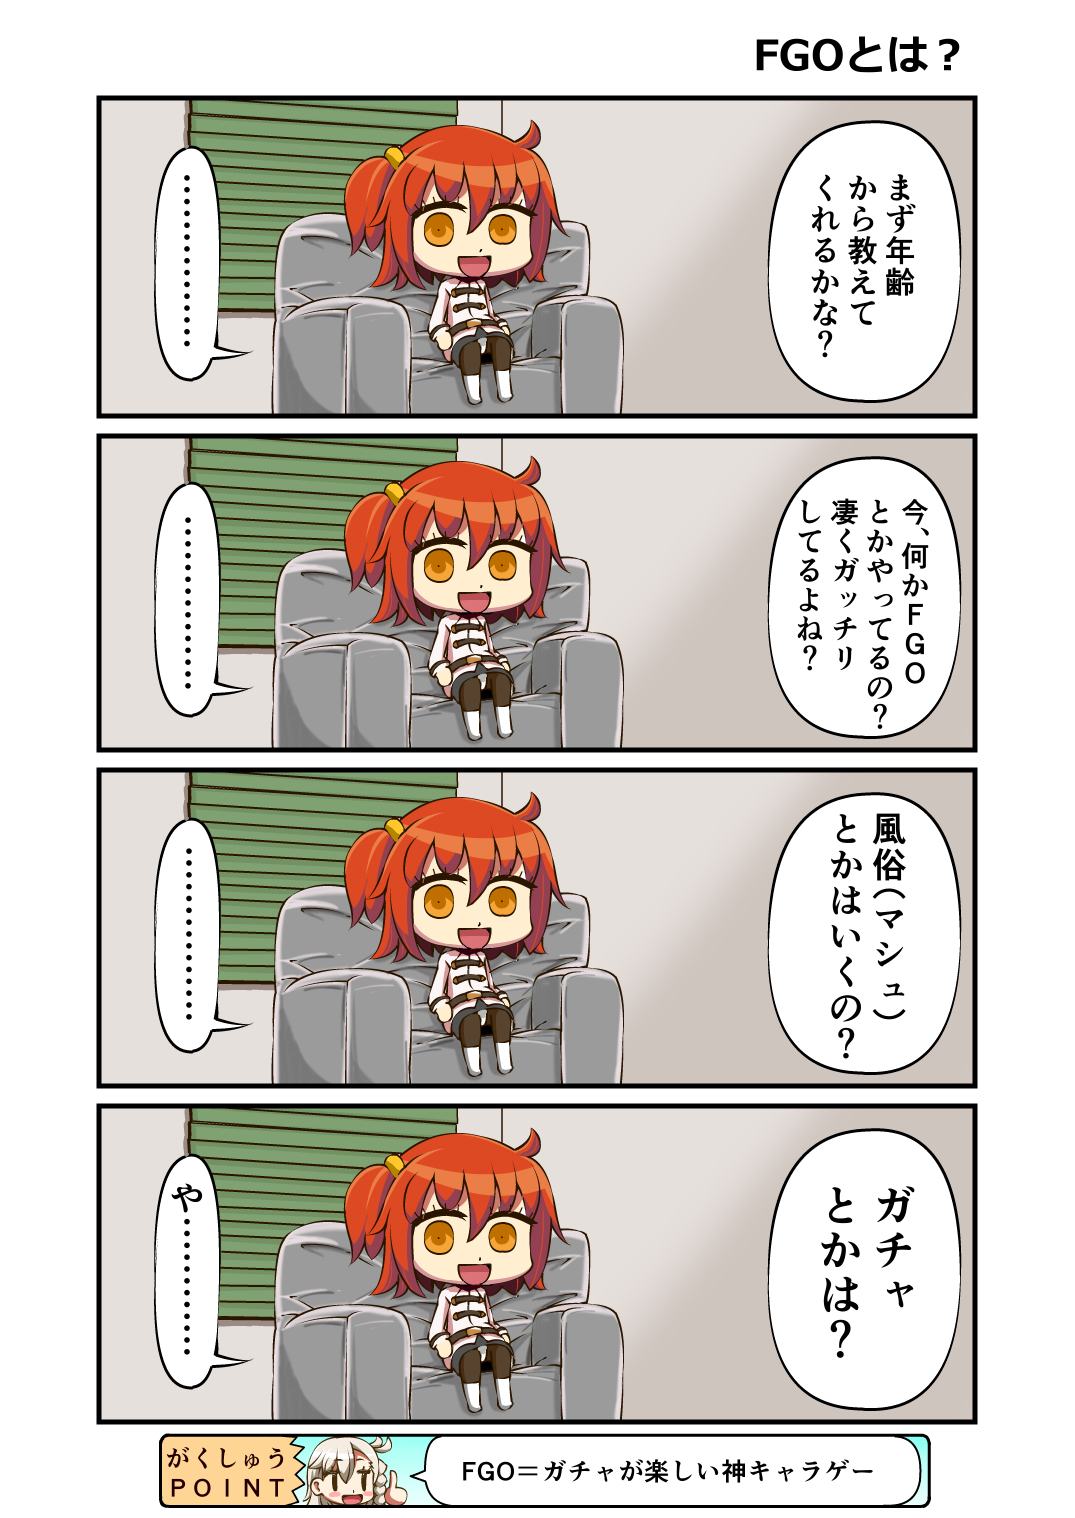 FGOとは？
まず年齢
から教えて
くれるかな？
…………………
今、何かFGO
とかやってるの？
凄くガッチリ
してるよね？
…………………
風俗（マシュ）
とかはいくの？
…………………
ガチャ
とかは？
や……………
がくしゅう
POINT
FGO＝ガチャが楽しい神キャラゲー